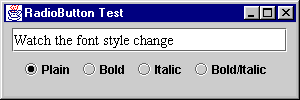 RadioButton Test
Watch the font style change
Plain Bold Italic Bold/Italic